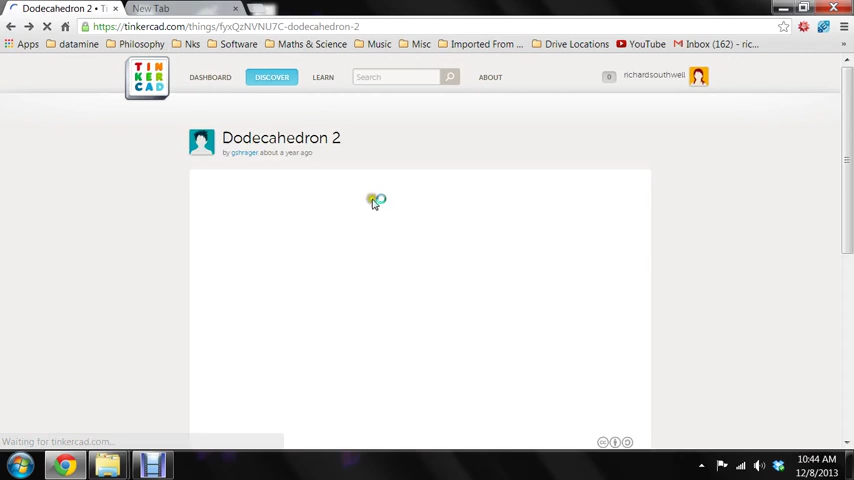 Dodecahedron 2 • Ti
New Tab
https://tinkercad.com/things/fyxQzNVNU7C-dodecahedron-2
Apps datamine Philosophy Nks Software Maths & Science Music Misc Imported From ... Drive Locations YouTube Inbox (162) - ric... »
TIN
KER
CAD
DASHBOARD DISCOVER LEARN Search ABOUT 0 richardsouthwell
Dodecahedron 2
by gshrager about a year ago
Waiting for tinkercad.com...
10:44 AM
12/8/2013